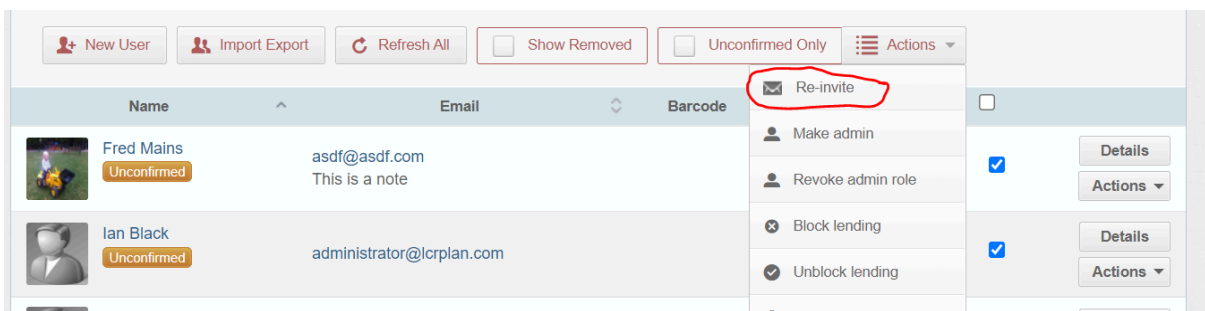 New User
Import Export
Refresh All
Show Removed
Unconfirmed Only
Actions
Re-invite
Make admin
Revoke admin role
Block lending
Unblock lending
Name
Email
Barcode
Fred Mains
Unconfirmed
asdf@asdf.com
This is a note
Details
Actions
Ian Black
Unconfirmed
administrator@lcrplan.com
Details
Actions